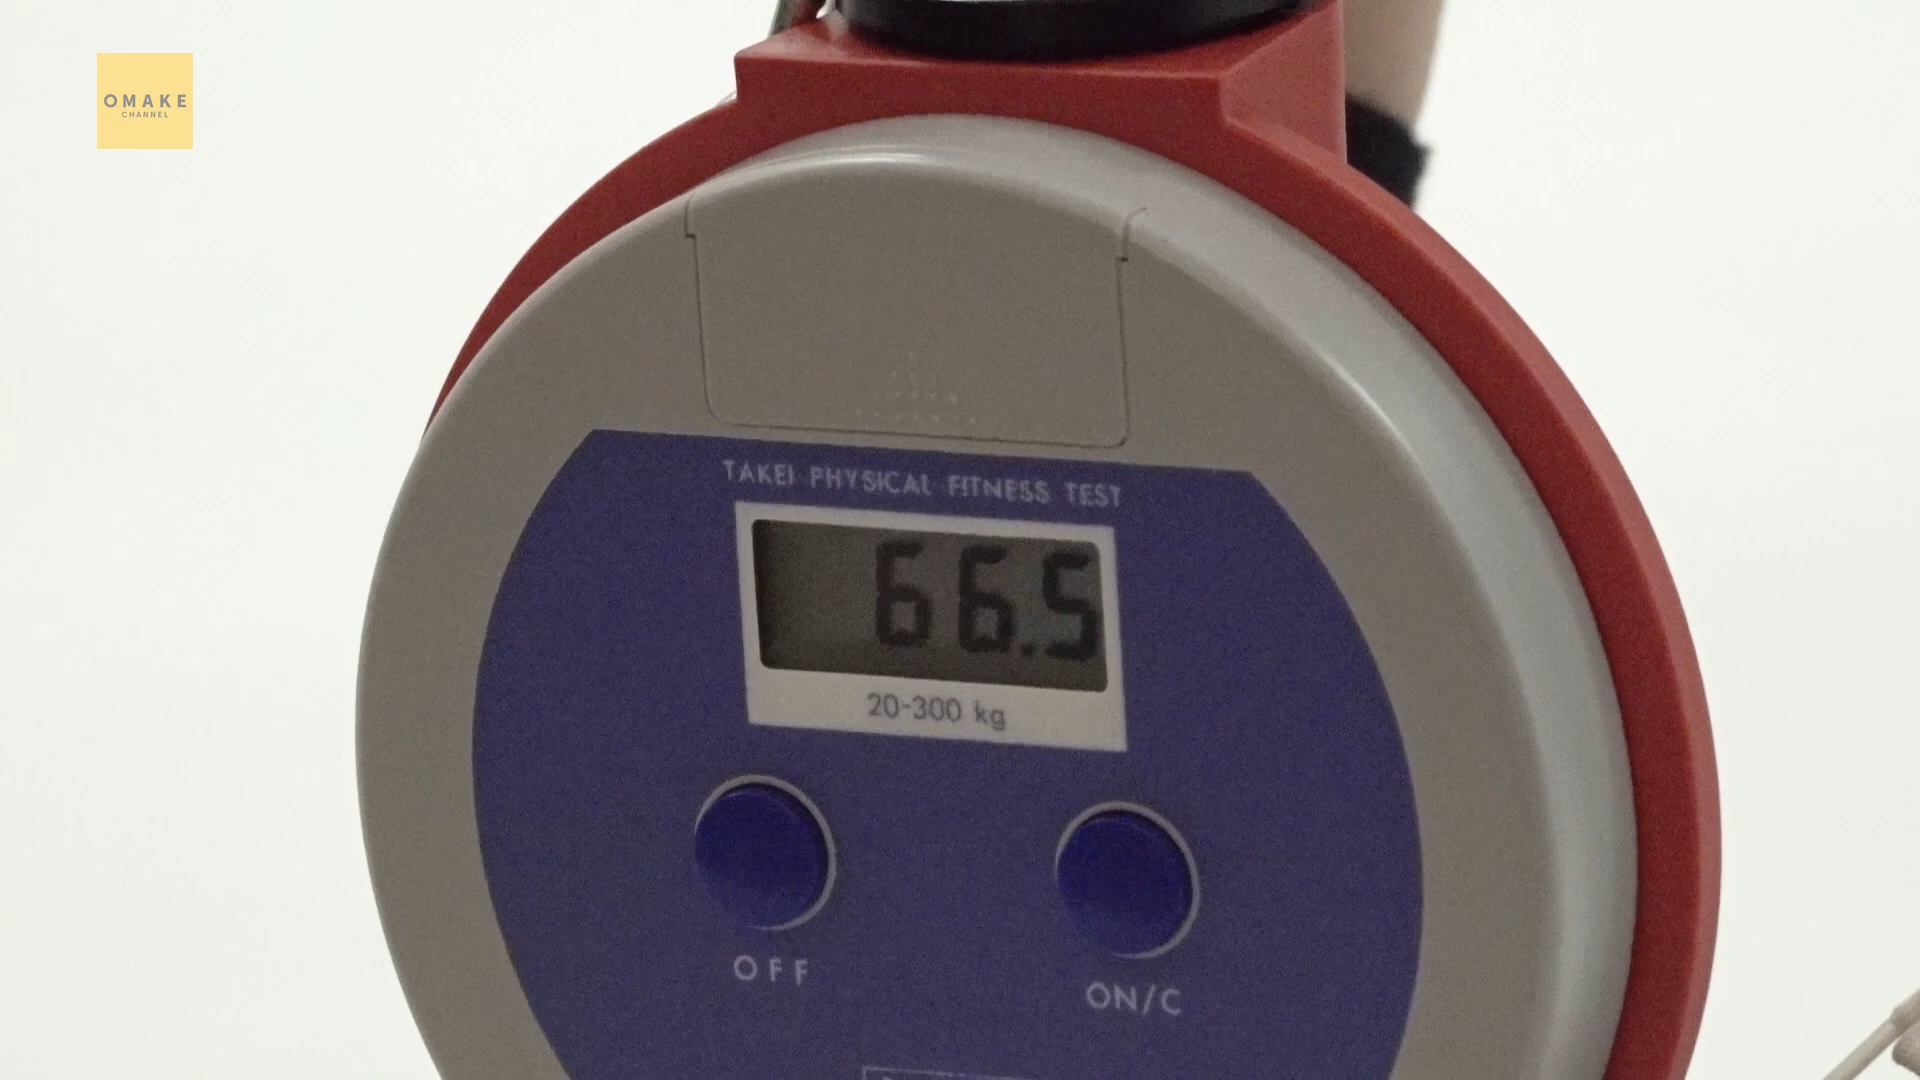 OMAKE
CHANNEL
TAKEI PHYSICAL FITNESS TEST
66.5
20-300 kg
OFF
ON/C